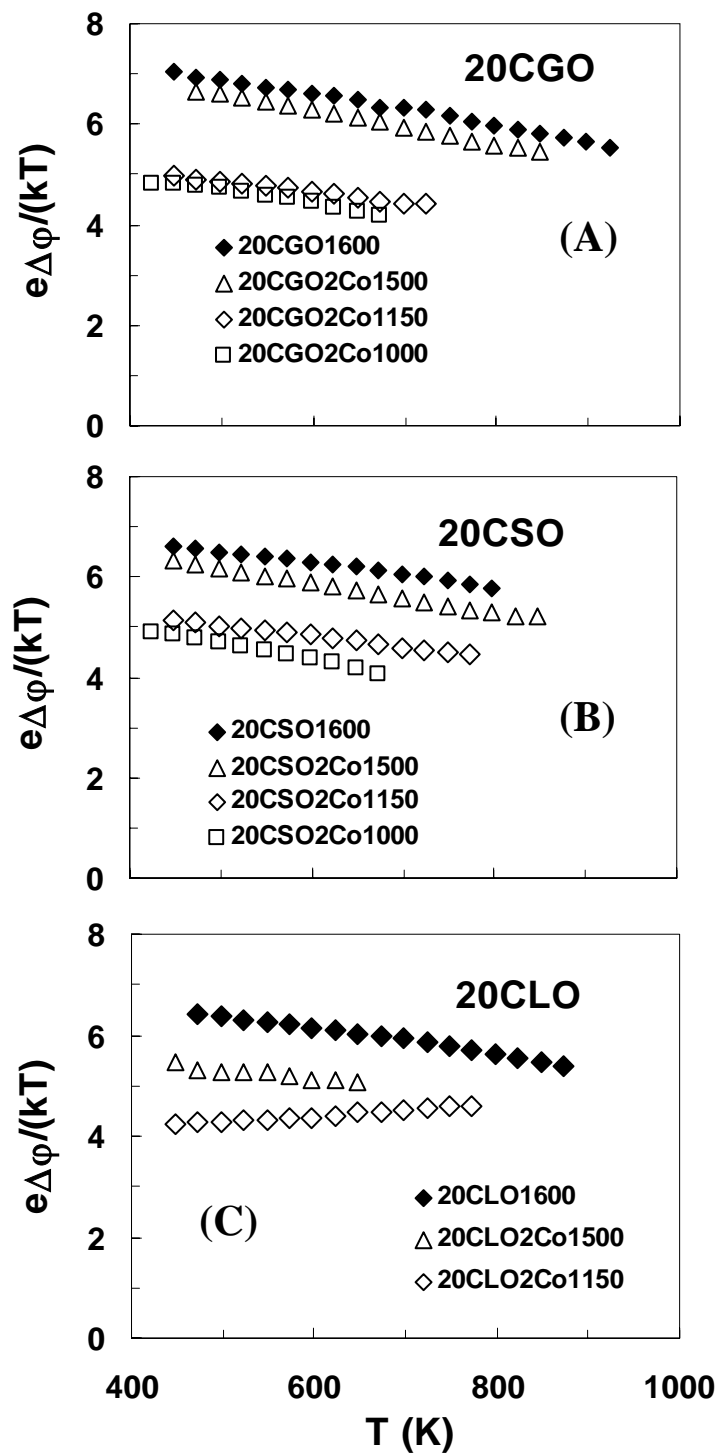 8
20CGO
6
eΔφ/(kT)
4
(A)
20CGO1600
20CGO2Co1500
2
20CGO2Co1150
20CGO2Co1000
0
8
20CSO
6
eΔφ/(kT)
4
(B)
20CSO1600
2
20CSO2Co1500
20CSO2Co1150
20CSO2Co1000
0
8
20CLO
6
eΔφ/(kT)
4
20CLO1600
(C)
2
20CLO2Co1500
20CLO2Co1150
0
400 600 800 1000
T (K)